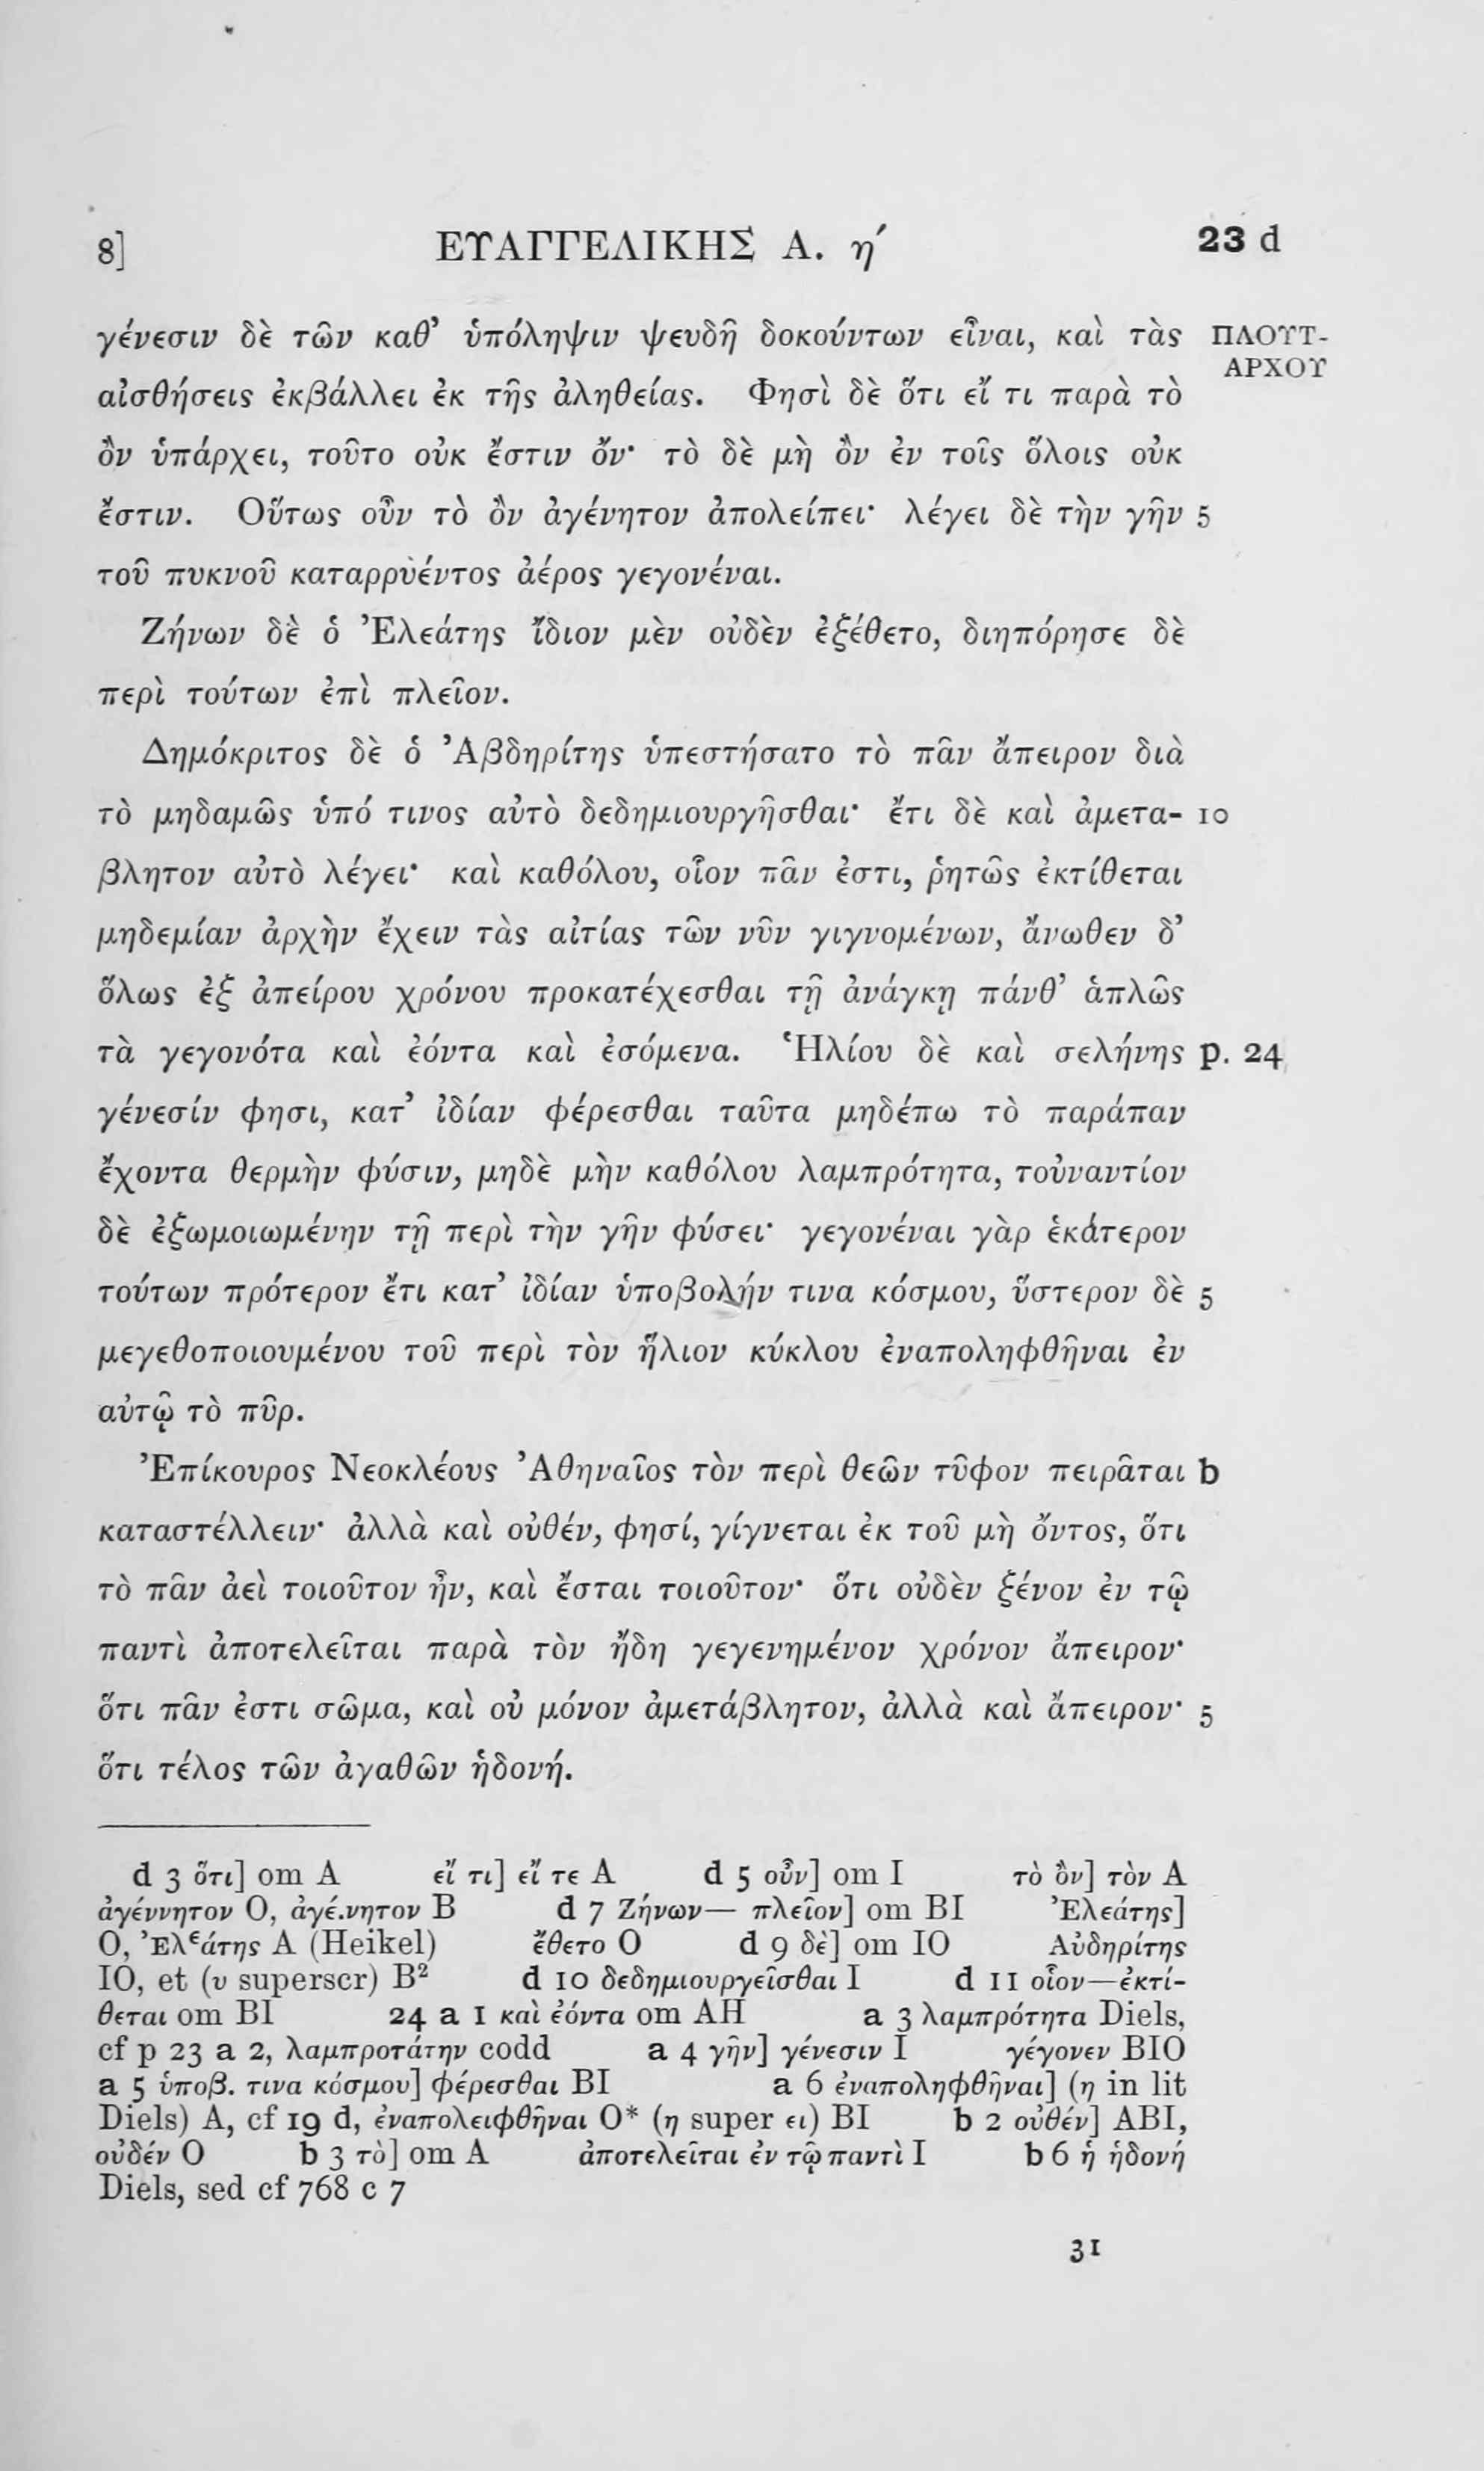 8] ΕΥΑΓΓΕΛΙΚΗΣ Α. η´ 23 d
γένεσιν δὲ τῶν καθ’ ὑπόληψιν ψευδῆ δοκούντων εἶναι, καὶ τὰς ΠΛΟΥΤ-
αἰσθήσεις ἐκβάλλει ἐκ τῆς ἀληθείας. Φησὶ δὲ ὅτι εἴ τι παρὰ τὸ ΑΡΧΟΥ
ὂν ὑπάρχει, τοῦτο οὐκ ἔστιν ὄν· τὸ δὲ μὴ ὂν ἐν τοῖς ὅλοις οὐκ
ἔστιν. Οὕτως οὖν τὸ ὂν ἀγένητον ἀπολείπει· λέγει δὲ τὴν γῆν 5
τοῦ πυκνοῦ καταρρυέντος ἀέρος γεγονέναι.
Ζήνων δὲ ὁ Ἐλεάτης ἴδιον μὲν οὐδὲν ἐξέθετο, διηπόρησε δὲ
περὶ τούτων ἐπὶ πλεῖον.
Δημόκριτος δὲ ὁ Ἀβδηρίτης ὑπεστήσατο τὸ πᾶν ἄπειρον διὰ
τὸ μηδαμῶς ὑπό τινος αὐτὸ δεδημιουργῆσθαι· ἔτι δὲ καὶ ἀμετα- 10
βλητον αὐτὸ λέγει· καὶ καθόλου, οἷον πᾶν ἐστι, ῥητῶς ἐκτίθεται
μηδεμίαν ἀρχὴν ἔχειν τὰς αἰτίας τῶν νῦν γιγνομένων, ἄνωθεν δ’
ὅλως ἐξ ἀπείρου χρόνου προκατέχεσθαι τῇ ἀνάγκῃ πάνθ’ ἁπλῶς
τὰ γεγονότα καὶ ἐόντα καὶ ἐσόμενα. Ἡλίου δὲ καὶ σελήνης p. 24
γένεσίν φησι, κατ’ ἰδίαν φέρεσθαι ταῦτα μηδέπω τὸ παράπαν
ἔχοντα θερμὴν φύσιν, μηδὲ μὴν καθόλου λαμπρότητα, τοὐναντίον
δὲ ἐξωμοιωμένην τῇ περὶ τὴν γῆν φύσει· γεγονέναι γὰρ ἑκάτερον
τούτων πρότερον ἔτι κατ’ ἰδίαν ὑποβολήν τινα κόσμου, ὕστερον δὲ 5
μεγεθοποιουμένου τοῦ περὶ τὸν ἥλιον κύκλου ἐναποληφθῆναι ἐν
αὐτῷ τὸ πῦρ.
Ἐπίκουρος Νεοκλέους Ἀθηναῖος τὸν περὶ θεῶν τῦφον πειρᾶται b
καταστέλλειν· ἀλλὰ καὶ οὐθέν, φησί, γίγνεται ἐκ τοῦ μὴ ὄντος, ὅτι
τὸ πᾶν ἀεὶ τοιοῦτον ἦν, καὶ ἔσται τοιοῦτον· ὅτι οὐδὲν ξένον ἐν τῷ
παντὶ ἀποτελεῖται παρὰ τὸν ἤδη γεγενημένον χρόνον ἄπειρον·
ὅτι πᾶν ἐστι σῶμα, καὶ οὐ μόνον ἀμετάβλητον, ἀλλὰ καὶ ἄπειρον· 5
ὅτι τέλος τῶν ἀγαθῶν ἡδονή.
d 3 ὅτι] om A εἴ τι] εἴ τε A d 5 οὖν] om I τὸ ὂν] τὸν A
ἀγέννητον O, ἀγέ.νητον B d 7 Ζήνων— πλεῖον] om BI Ἐλεάτης]
O, Ἐλᵉάτης A (Heikel) ἔθετο O d 9 δὲ] om IO Αὐδηρίτης
IO, et (υ superscr) B² d 10 δεδημιουργεῖσθαι I d 11 οἷον—ἐκτί-
θεται om BI 24 a 1 καὶ ἐόντα om AH a 3 λαμπρότητα Diels,
cf p 23 a 2, λαμπροτάτην codd a 4 γῆν] γένεσιν I γέγονεν BIO
a 5 ὑποβ. τινα κόσμου] φέρεσθαι BI a 6 ἐναποληφθῆναι] (η in lit
Diels) A, cf 19 d, ἐναπολειφθῆναι O* (η super ει) BI b 2 οὐθέν] ABI,
οὐδέν O b 3 τὸ] om A ἀποτελεῖται ἐν τῷ παντὶ I b 6 ἡ ἡδονή
Diels, sed cf 768 c 7
31